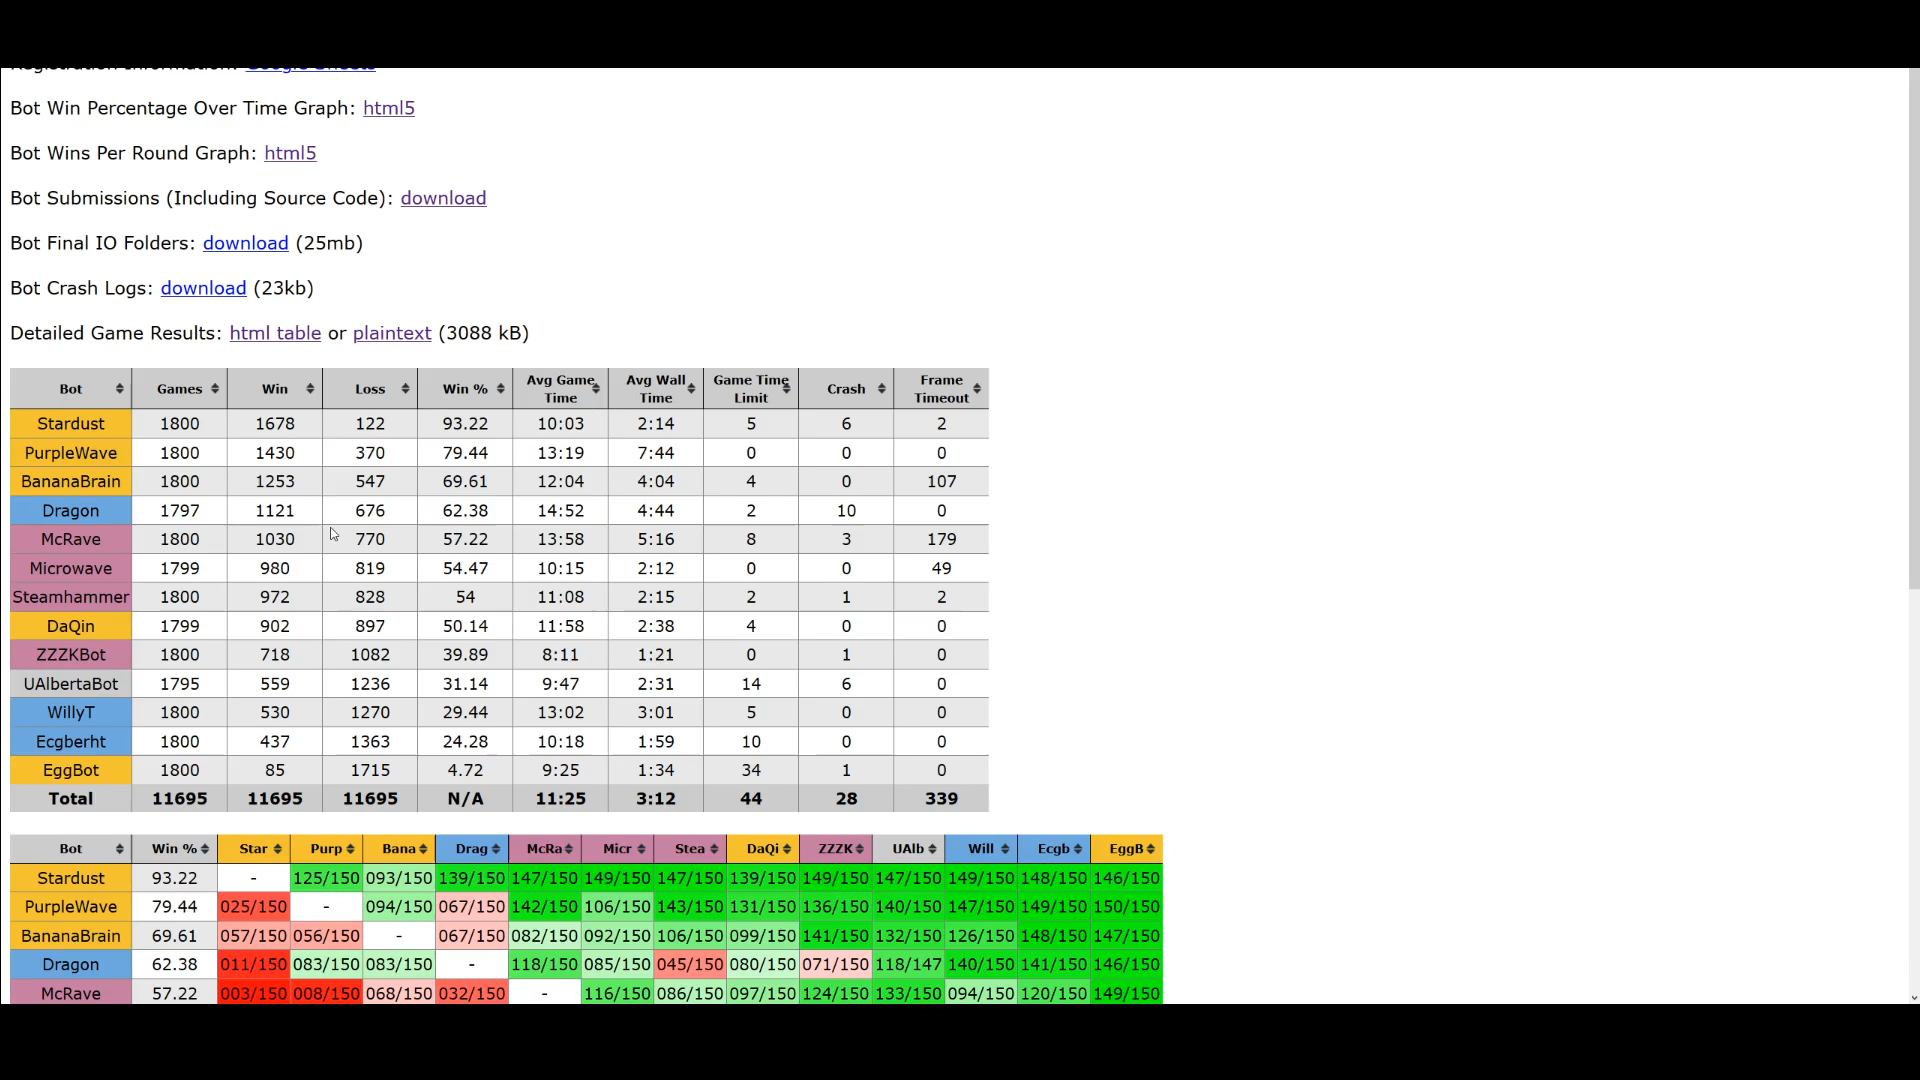 Registration Information: Google Sheets
Bot Win Percentage Over Time Graph: html5
Bot Wins Per Round Graph: html5
Bot Submissions (Including Source Code): download
Bot Final IO Folders: download (25mb)
Bot Crash Logs: download (23kb)
Detailed Game Results: html table or plaintext (3088 kB)
Bot Games Win Loss Win % Avg Game Time Avg Wall Time Game Time Limit Crash Frame Timeout
Stardust 1800 1678 122 93.22 10:03 2:14 5 6 2
PurpleWave 1800 1430 370 79.44 13:19 7:44 0 0 0
BananaBrain 1800 1253 547 69.61 12:04 4:04 4 0 107
Dragon 1797 1121 676 62.38 14:52 4:44 2 10 0
McRave 1800 1030 770 57.22 13:58 5:16 8 3 179
Microwave 1799 980 819 54.47 10:15 2:12 0 0 49
Steamhammer 1800 972 828 54 11:08 2:15 2 1 2
DaQin 1799 902 897 50.14 11:58 2:38 4 0 0
ZZZKBot 1800 718 1082 39.89 8:11 1:21 0 1 0
UAlbertaBot 1795 559 1236 31.14 9:47 2:31 14 6 0
WillyT 1800 530 1270 29.44 13:02 3:01 5 0 0
Ecgberht 1800 437 1363 24.28 10:18 1:59 10 0 0
EggBot 1800 85 1715 4.72 9:25 1:34 34 1 0
Total 11695 11695 11695 N/A 11:25 3:12 44 28 339
Bot Win % Star Purp Bana Drag McRa Micr Stea DaQi ZZZK UAlb Will Ecgb EggB
Stardust 93.22 - 125/150 093/150 139/150 147/150 149/150 147/150 139/150 149/150 147/150 149/150 148/150 146/150
PurpleWave 79.44 025/150 - 094/150 067/150 142/150 106/150 143/150 131/150 136/150 140/150 147/150 149/150 150/150
BananaBrain 69.61 057/150 056/150 - 067/150 082/150 092/150 106/150 099/150 141/150 132/150 126/150 148/150 147/150
Dragon 62.38 011/150 083/150 083/150 - 118/150 085/150 045/150 080/150 071/150 118/147 140/150 141/150 146/150
McRave 57.22 003/150 008/150 068/150 032/150 - 116/150 086/150 097/150 124/150 133/150 094/150 120/150 149/150